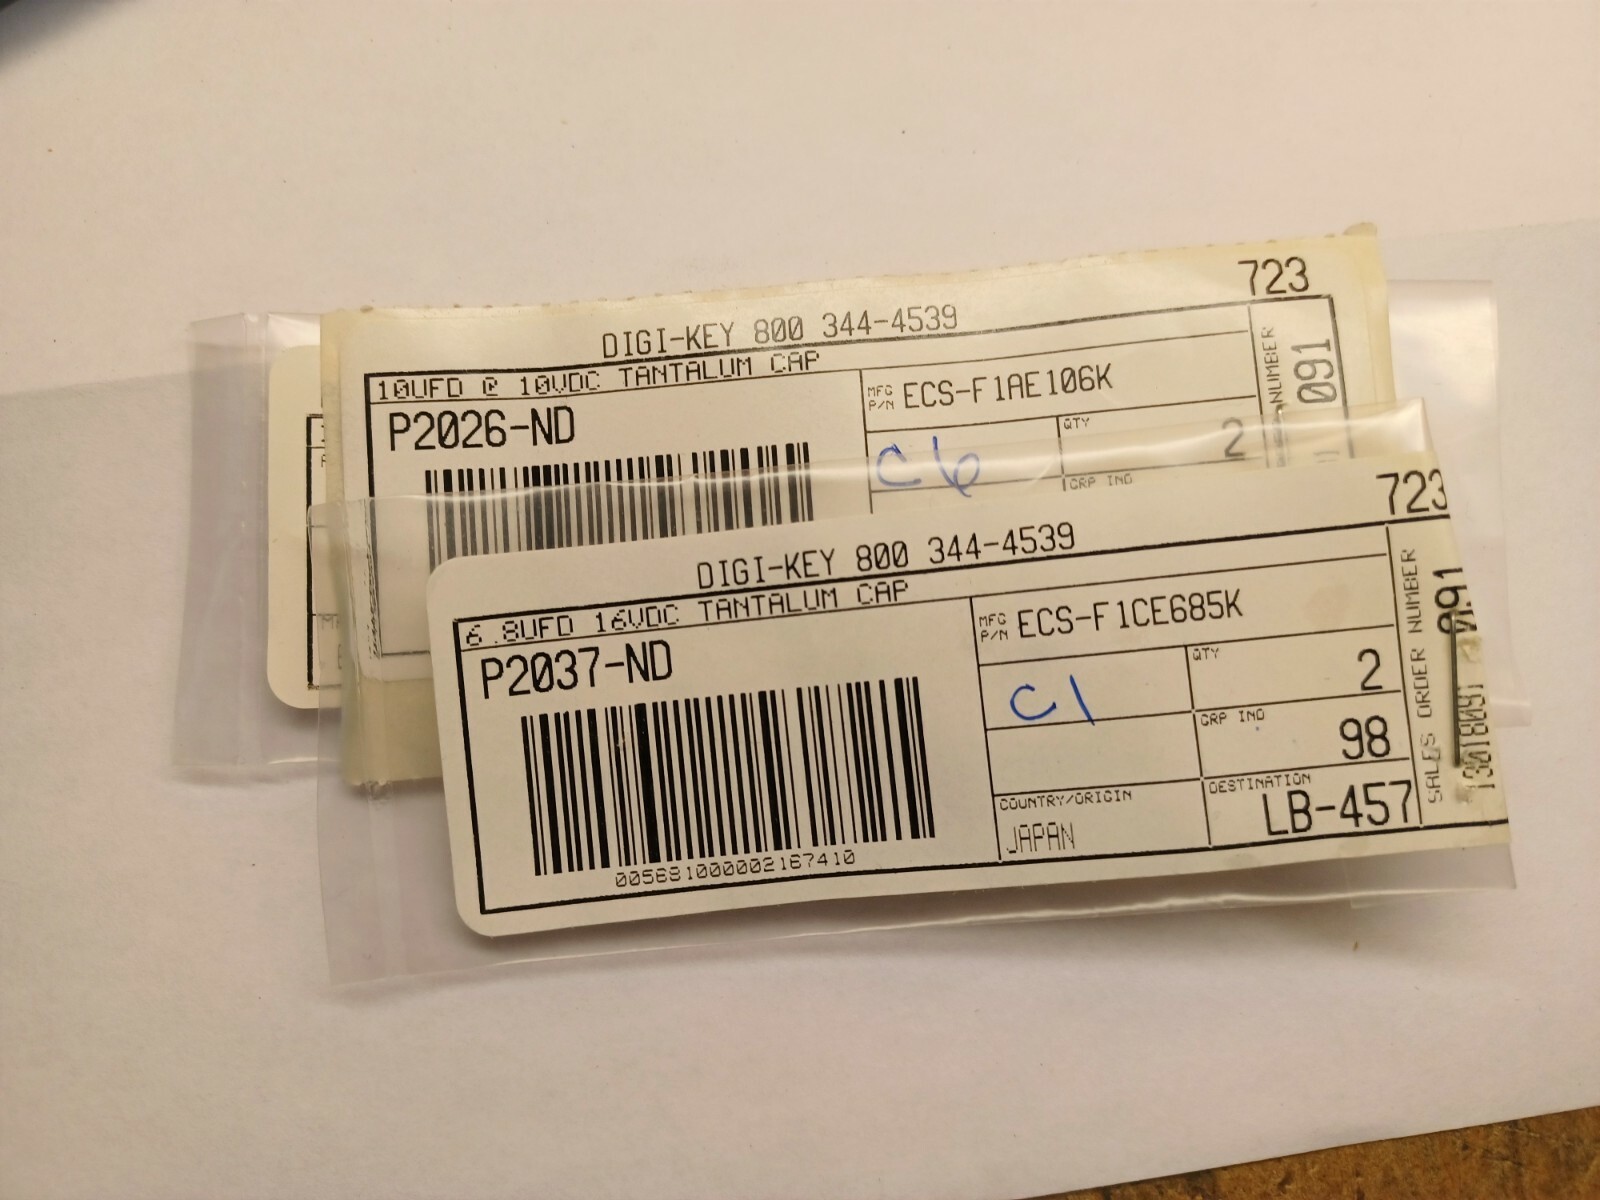 723
DIGI-KEY 800 344-4539
10UFD @ 10VDC TANTALUM CAP
P2026-ND
MFG P/N ECS-F1AE106K
C6
QTY 2
GRP IND
NUMBER
091
723
DIGI-KEY 800 344-4539
6.8UFD 16VDC TANTALUM CAP
P2037-ND
MFG P/N ECS-F1CE685K
C1
QTY 2
GRP IND 98
COUNTRY/ORIGIN JAPAN
DESTINATION LB-457
SALES ORDER NUMBER
091
13018091